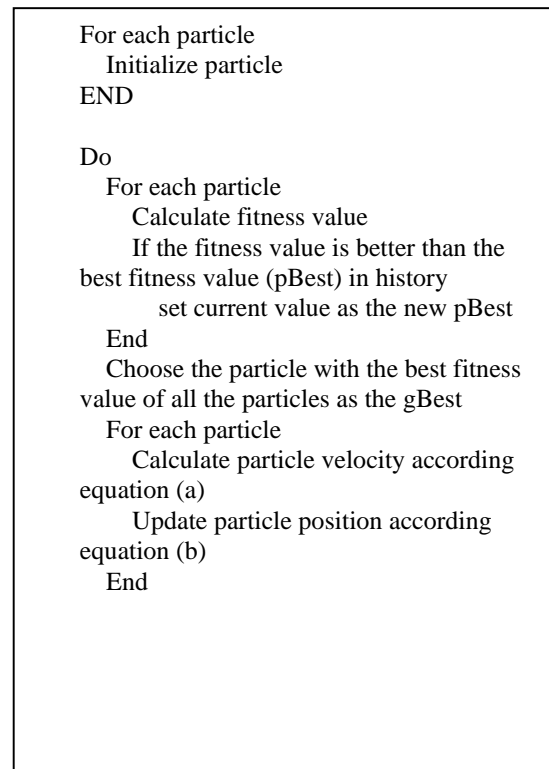 For each particle
Initialize particle
END
Do
For each particle
Calculate fitness value
If the fitness value is better than the
best fitness value (pBest) in history
set current value as the new pBest
End
Choose the particle with the best fitness
value of all the particles as the gBest
For each particle
Calculate particle velocity according
equation (a)
Update particle position according
equation (b)
End